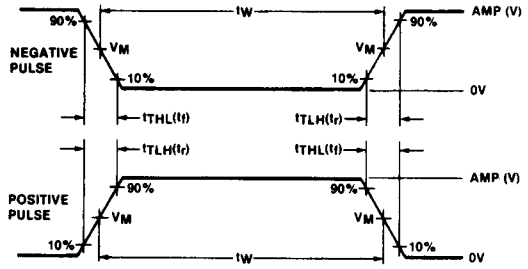 90% tW 90% AMP (V)
NEGATIVE PULSE VM VM
10% 10% 0V
tTHL(tf) tTLH(tr)
tTLH(tr) tTHL(tf)
90% 90% AMP (V)
POSITIVE PULSE VM VM
10% tW 10% 0V